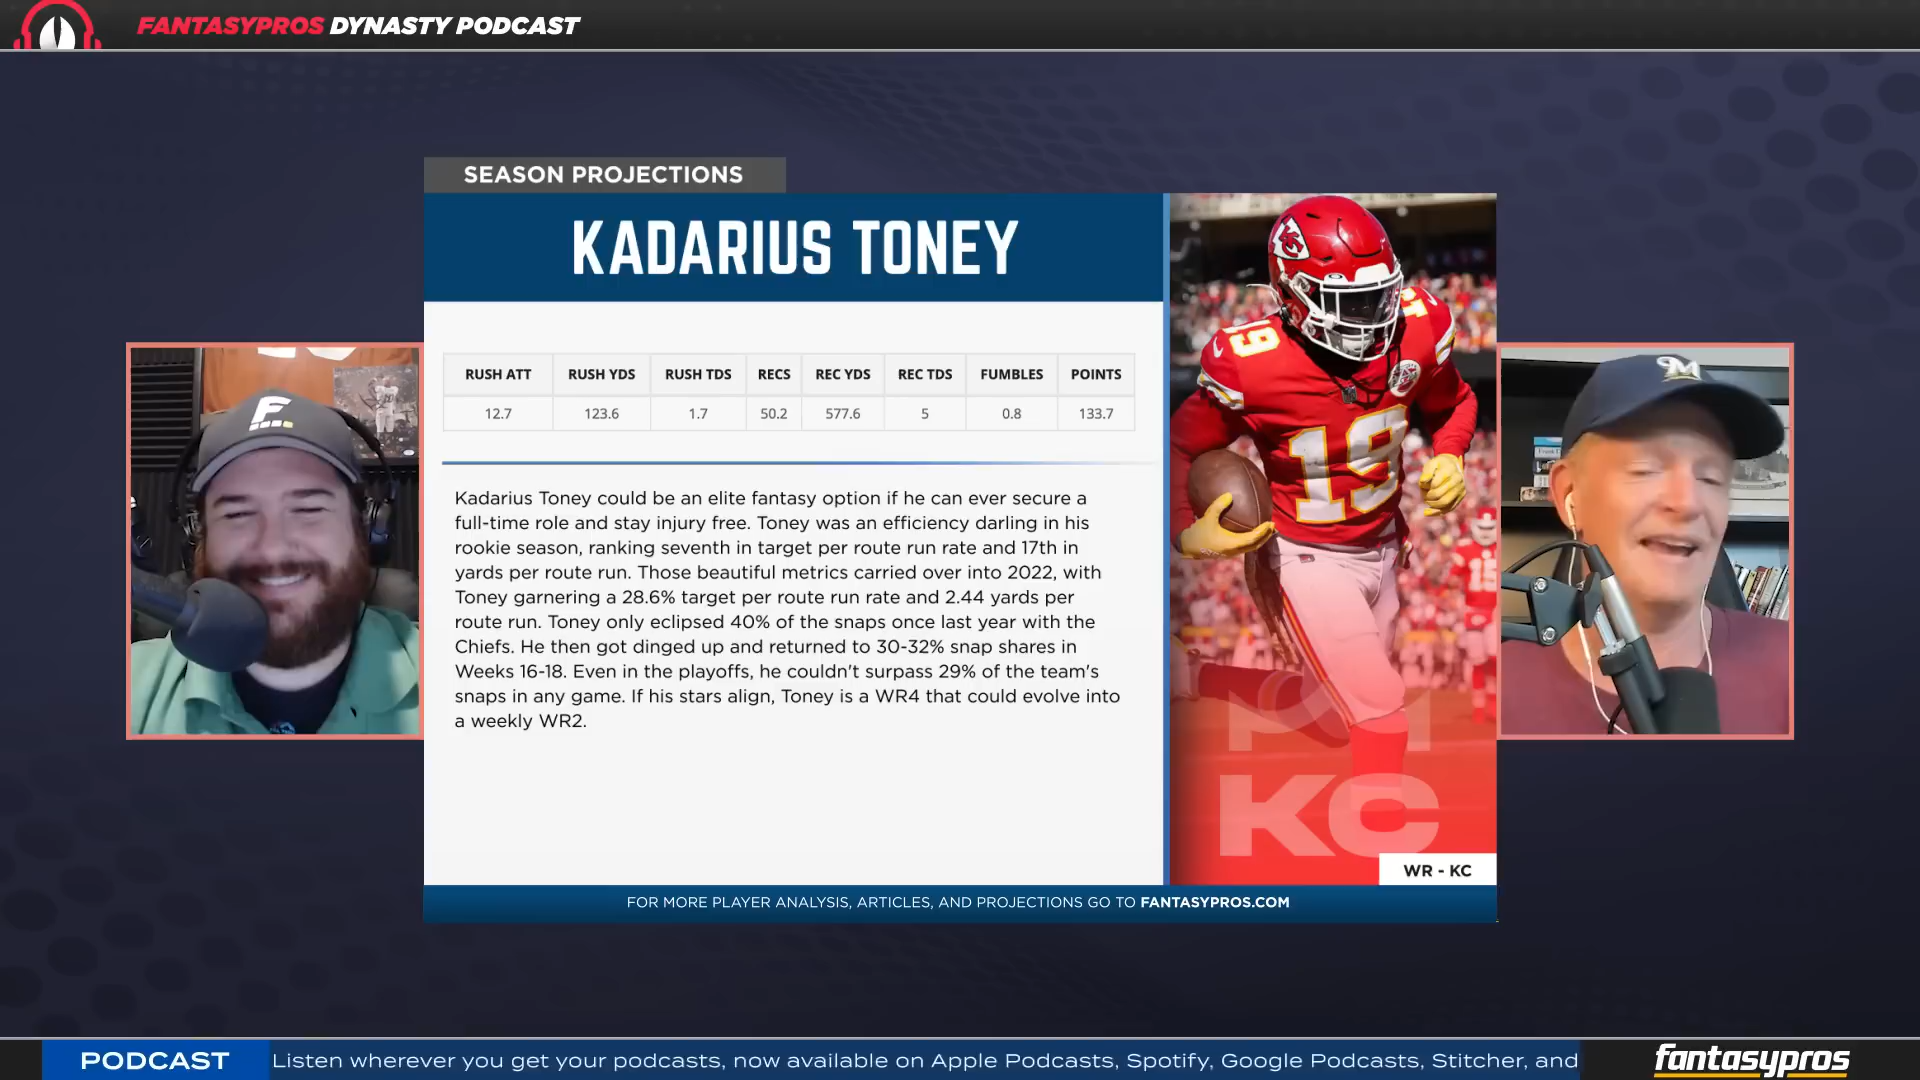 FANTASYPROS DYNASTY PODCAST
SEASON PROJECTIONS
KADARIUS TONEY
RUSH ATT RUSH YDS RUSH TDS RECS REC YDS REC TDS FUMBLES POINTS
12.7 123.6 1.7 50.2 577.6 5 0.8 133.7
Kadarius Toney could be an elite fantasy option if he can ever secure a
full-time role and stay injury free. Toney was an efficiency darling in his
rookie season, ranking seventh in target per route run rate and 17th in
yards per route run. Those beautiful metrics carried over into 2022, with
Toney garnering a 28.6% target per route run rate and 2.44 yards per
route run. Toney only eclipsed 40% of the snaps once last year with the
Chiefs. He then got dinged up and returned to 30-32% snap shares in
Weeks 16-18. Even in the playoffs, he couldn't surpass 29% of the team's
snaps in any game. If his stars align, Toney is a WR4 that could evolve into
a weekly WR2.
19
19
KC
KC
WR - KC
M
FOR MORE PLAYER ANALYSIS, ARTICLES, AND PROJECTIONS GO TO FANTASYPROS.COM
PODCAST
Listen wherever you get your podcasts, now available on Apple Podcasts, Spotify, Google Podcasts, Stitcher, and
fantasypros